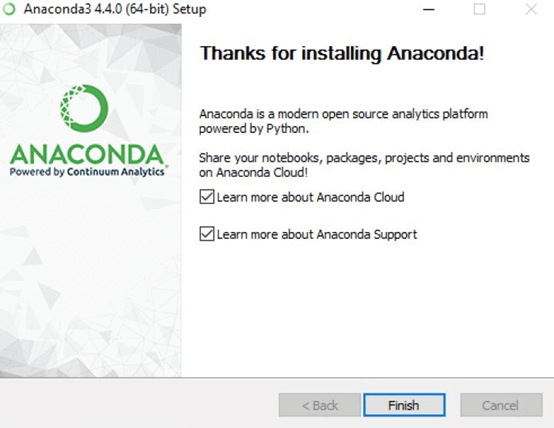 Anaconda3 4.4.0 (64-bit) Setup
Thanks for installing Anaconda!
Anaconda is a modern open source analytics platform
powered by Python.
Share your notebooks, packages, projects and environments
on Anaconda Cloud!
Learn more about Anaconda Cloud
Learn more about Anaconda Support
ANACONDA
Powered by Continuum Analytics
< Back
Finish
Cancel